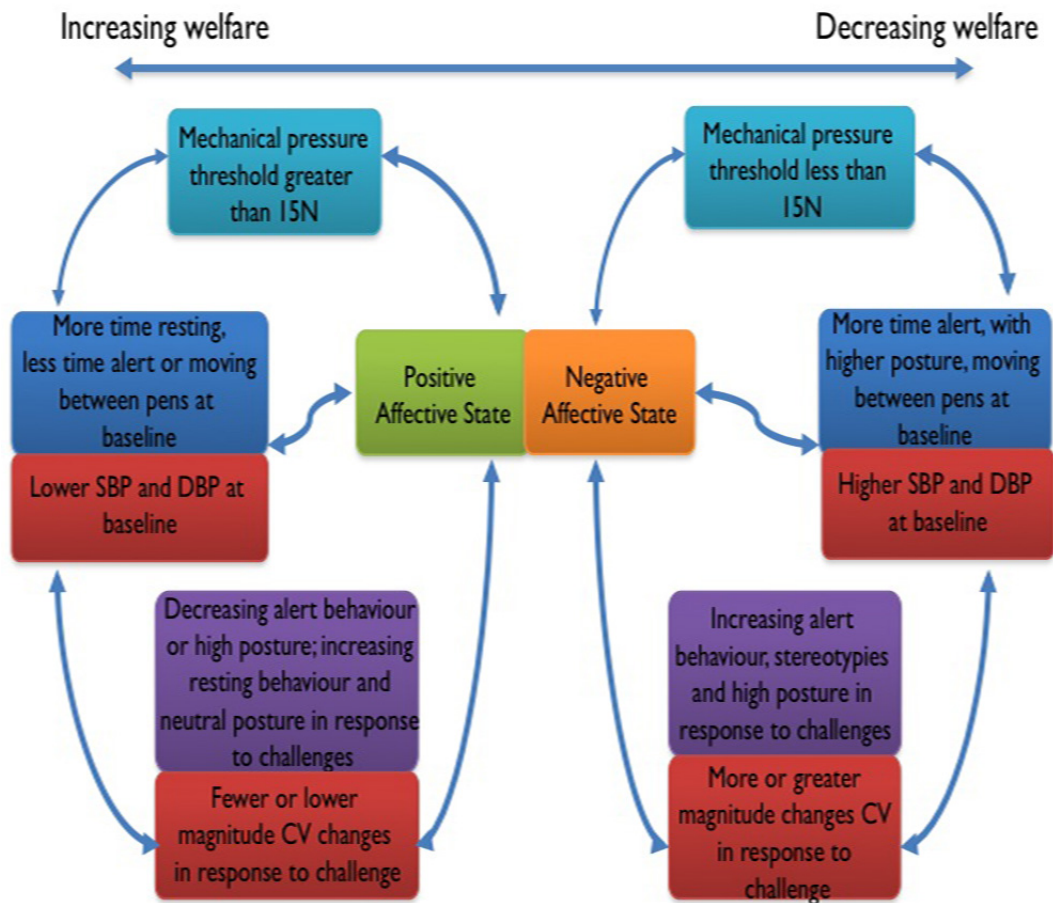 Increasing welfare
Decreasing welfare
Mechanical pressure
threshold greater
than 15N
Mechanical pressure
threshold less than
15N
More time resting,
less time alert or moving
between pens at
baseline
Lower SBP and DBP at
baseline
Positive
Affective State
Negative
Affective State
More time alert, with
higher posture, moving
between pens at
baseline
Higher SBP and DBP
at baseline
Decreasing alert behaviour
or high posture; increasing
resting behaviour and
neutral posture in response
to challenges
Fewer or lower
magnitude CV changes
in response to challenge
Increasing alert
behaviour, stereotypies
and high posture in
response to challenges
More or greater
magnitude changes CV
in response to
challenge